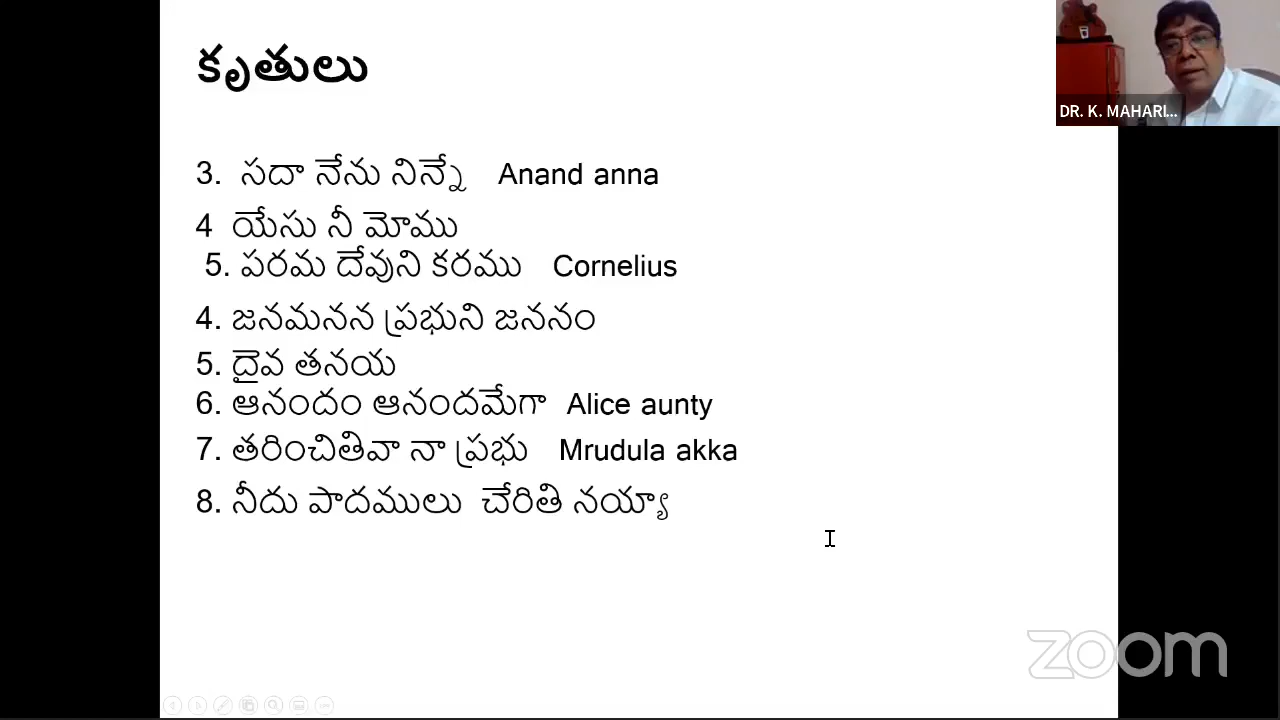 కృతులు
DR. K. MAHARI...
3. సదా నేను నిన్నే Anand anna
4 యేసు నీ మోము
5. పరమ దేవుని కరము Cornelius
4. జనమనన ప్రభుని జననం
5. దైవ తనయ
6. ఆనందం ఆనందమేగా Alice aunty
7. తరించితివా నా ప్రభు Mrudula akka
8. నీదు పాదములు చేరితి నయ్యా
zoom